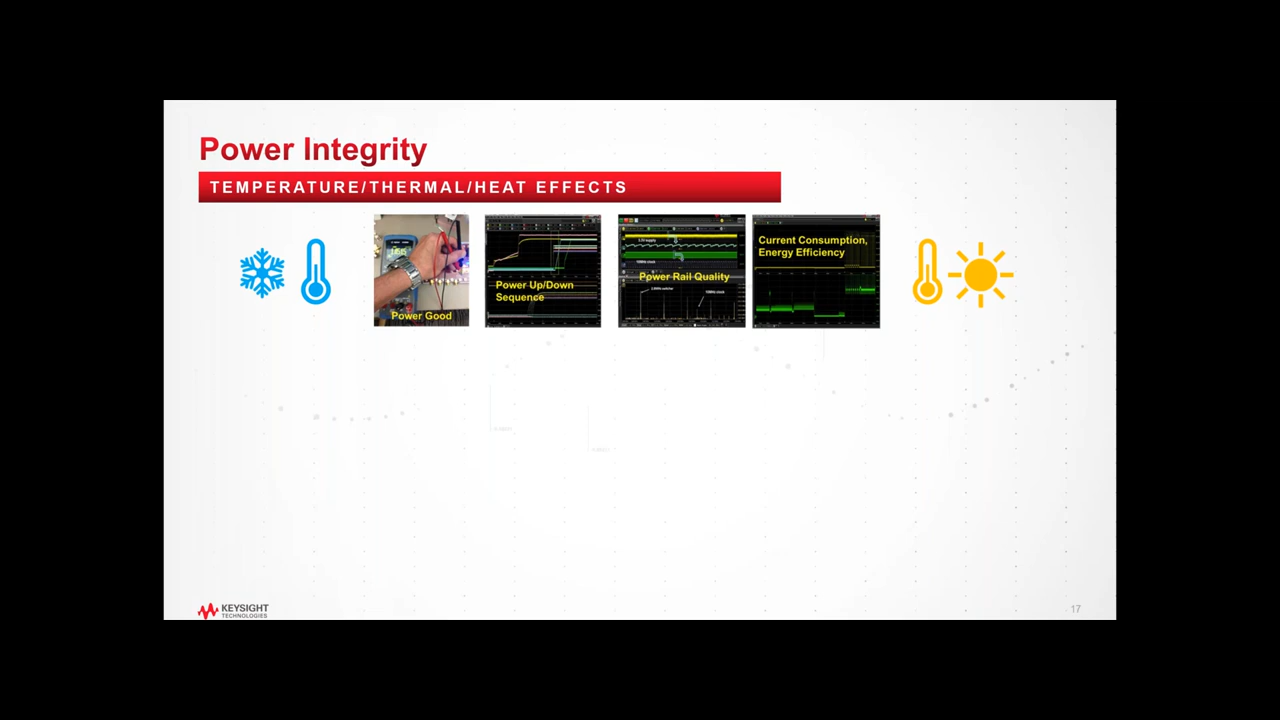 Power Integrity
TEMPERATURE/THERMAL/HEAT EFFECTS
Power Good
Power Up/Down
Sequence
Power Rail Quality
Current Consumption,
Energy Efficiency
KEYSIGHT
TECHNOLOGIES
17